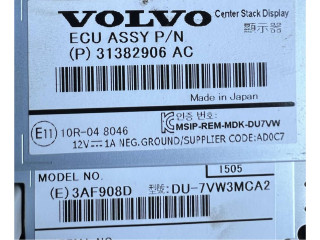 VOLVO Center Stack Display
顯示器
ECU ASSY P/N
(P) 31382906 AC
Made in Japan
인증 번호:
MSIP-REM-MDK-DU7VW
E11 10R-04 8046
12V⎓1A NEG.GROUND/SUPPLIER CODE:A0C7
1505
MODEL NO.
(E) 3AF908D 型號: DU-7VW3MCA2